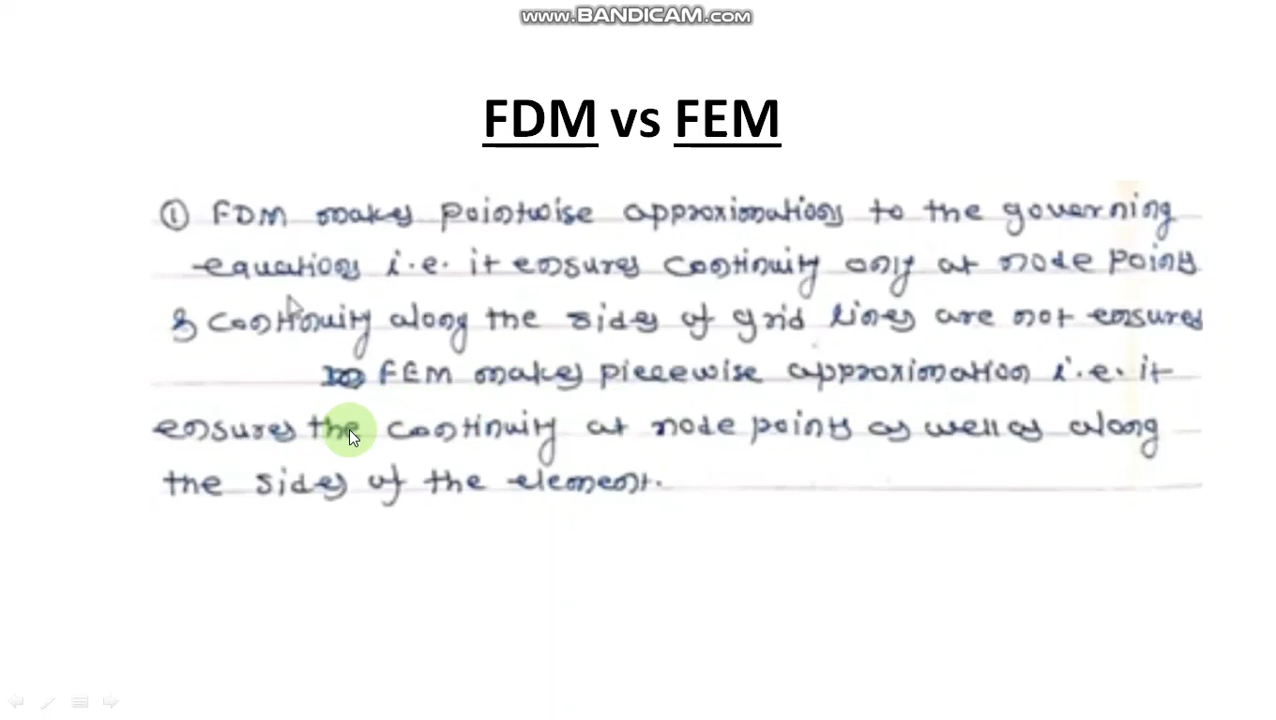 www.BANDICAM.com
FDM vs FEM
① FDM makes pointwise approximations to the governing
equations i.e. it ensures continuity only at node points
& continuity along the sides of grid lines are not ensures
FEM makes piecewise approximation i.e. it
ensures the continuity at node points as well as along
the sides of the element.